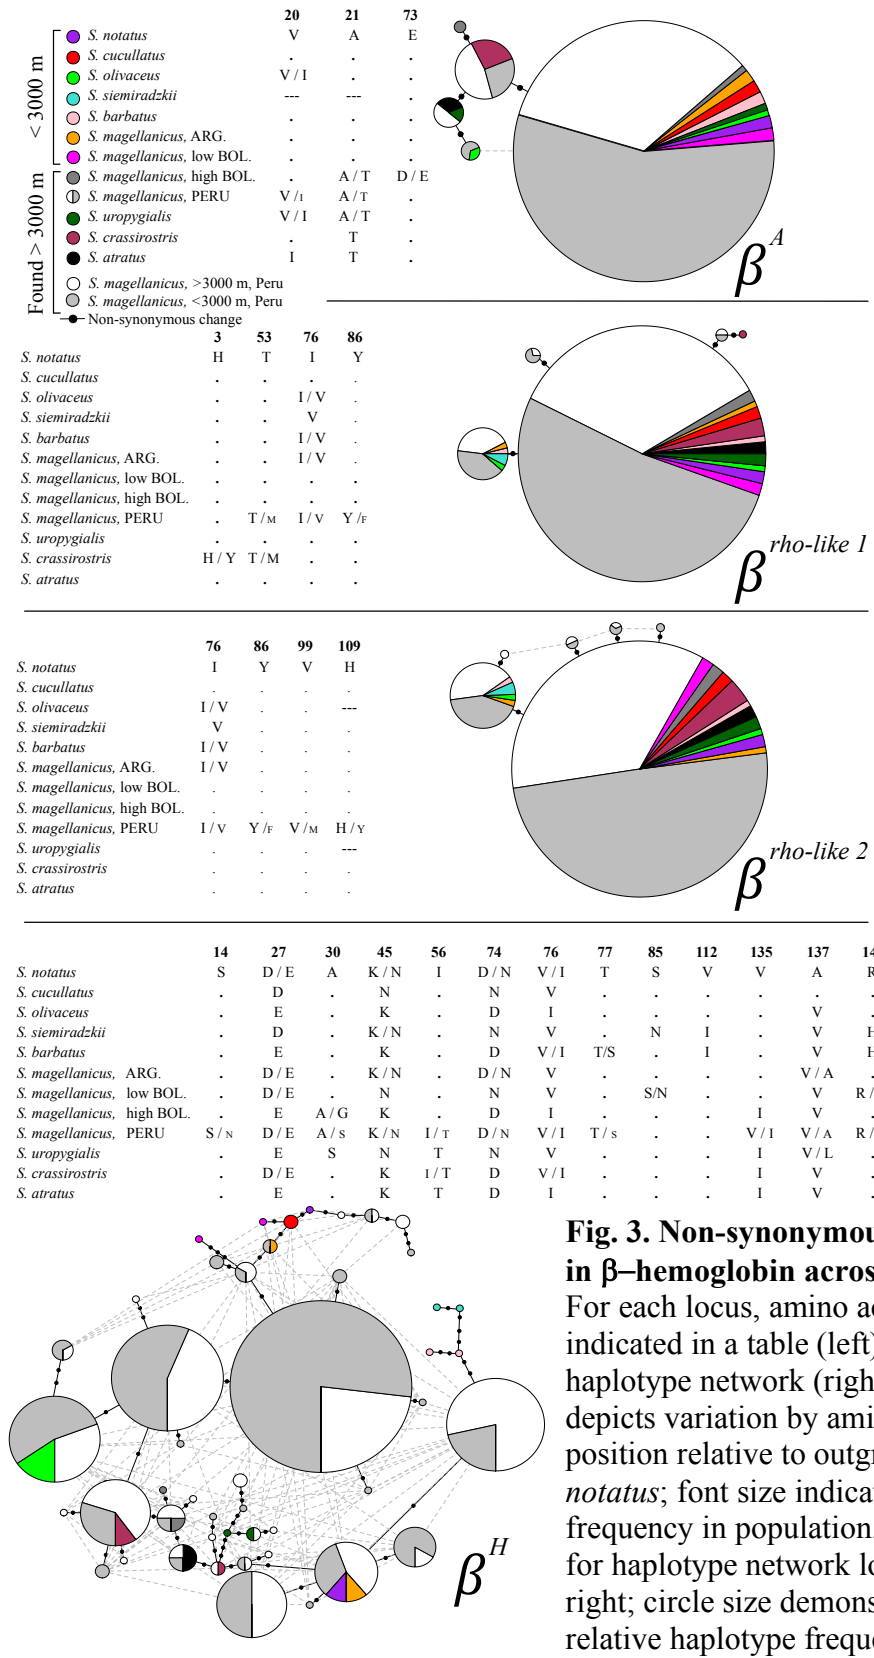 20 21 73
< 3000 m
S. notatus V A E
S. cucullatus . . .
S. olivaceus V / I . .
S. siemiradzkii --- --- .
S. barbatus . . .
S. magellanicus, ARG. . . .
S. magellanicus, low BOL. . . .
Found > 3000 m
S. magellanicus, high BOL. . A / T D / E
S. magellanicus, PERU V / I A / T .
S. uropygialis V / I A / T .
S. crassirostris . T .
S. atratus I T .
S. magellanicus, >3000 m, Peru
S. magellanicus, <3000 m, Peru
Non-synonymous change
β A
3 53 76 86
S. notatus H T I Y
S. cucullatus . . . .
S. olivaceus . . I / V .
S. siemiradzkii . . V .
S. barbatus . . I / V .
S. magellanicus, ARG. . . I / V .
S. magellanicus, low BOL. . . . .
S. magellanicus, high BOL. . . . .
S. magellanicus, PERU . T / M I / V Y / F
S. uropygialis . . . .
S. crassirostris H / Y T / M . .
S. atratus . . . .
β rho-like 1
76 86 99 109
S. notatus I Y V H
S. cucullatus . . . .
S. olivaceus I / V . . ---
S. siemiradzkii V . . .
S. barbatus I / V . . .
S. magellanicus, ARG. I / V . . .
S. magellanicus, low BOL. . . . .
S. magellanicus, high BOL. . . . .
S. magellanicus, PERU I / V Y / F V / M H / Y
S. uropygialis . . . ---
S. crassirostris . . . .
S. atratus . . . .
β rho-like 2
14 27 30 45 56 74 76 77 85 112 135 137 14
S. notatus S D / E A K / N I D / N V / I T S V V A R
S. cucullatus . D . N . N V . . . . . .
S. olivaceus . E . K . D I . . . . V .
S. siemiradzkii . D . K / N . N V . N I . V H
S. barbatus . E . K . D V / I T/S . I . V H
S. magellanicus, ARG. . D / E . K / N . D / N V . . . . V / A .
S. magellanicus, low BOL. . D / E . N . N V . S/N . . V R /
S. magellanicus, high BOL. . E A / G K . D I . . . I V .
S. magellanicus, PERU S / N D / E A / S K / N I / T D / N V / I T / S . . V / I V / A R /
S. uropygialis . E S N T N V . . . I V / L .
S. crassirostris . D / E . K I / T D V / I . . . I V .
S. atratus . E . K T D I . . . I V .
β H
Fig. 3. Non-synonymou
in β–hemoglobin acros
For each locus, amino ac
indicated in a table (left)
haplotype network (righ
depicts variation by ami
position relative to outgr
notatus; font size indica
frequency in population.
for haplotype network lo
right; circle size demons
relative haplotype freque